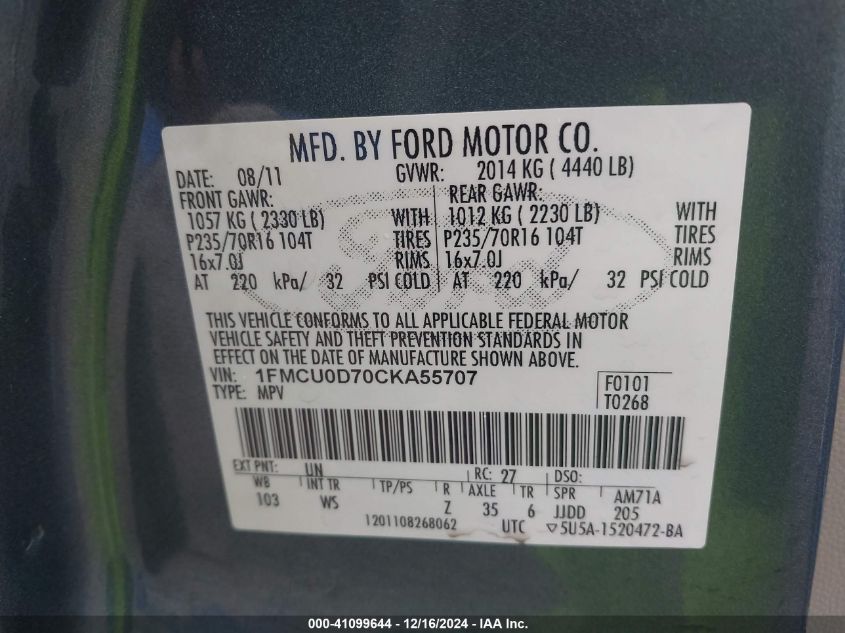 MFD. BY FORD MOTOR CO.
DATE: 08/11 GVWR: 2014 KG ( 4440 LB)
FRONT GAWR: REAR GAWR:
1057 KG ( 2330 LB) WITH 1012 KG ( 2230 LB) WITH
P235/70R16 104T TIRES P235/70R16 104T TIRES
16x7.0J RIMS 16x7.0J RIMS
AT 220 kPa/ 32 PSI COLD AT 220 kPa/ 32 PSI COLD
Ford
THIS VEHICLE CONFORMS TO ALL APPLICABLE FEDERAL MOTOR
VEHICLE SAFETY AND THEFT PREVENTION STANDARDS IN
EFFECT ON THE DATE OF MANUFACTURE SHOWN ABOVE.
VIN: 1FMCU0D70CKA55707 F0101
TYPE: MPV T0268
EXT PNT: UN RC: 27 DSO:
WB INT TR TP/PS R AXLE TR SPR AM71A
103 WS Z 35 6 JJDD 205
1201108268062 UTC ▽5U5A-1520472-BA
000-41099644 - 12/16/2024 - IAA Inc.